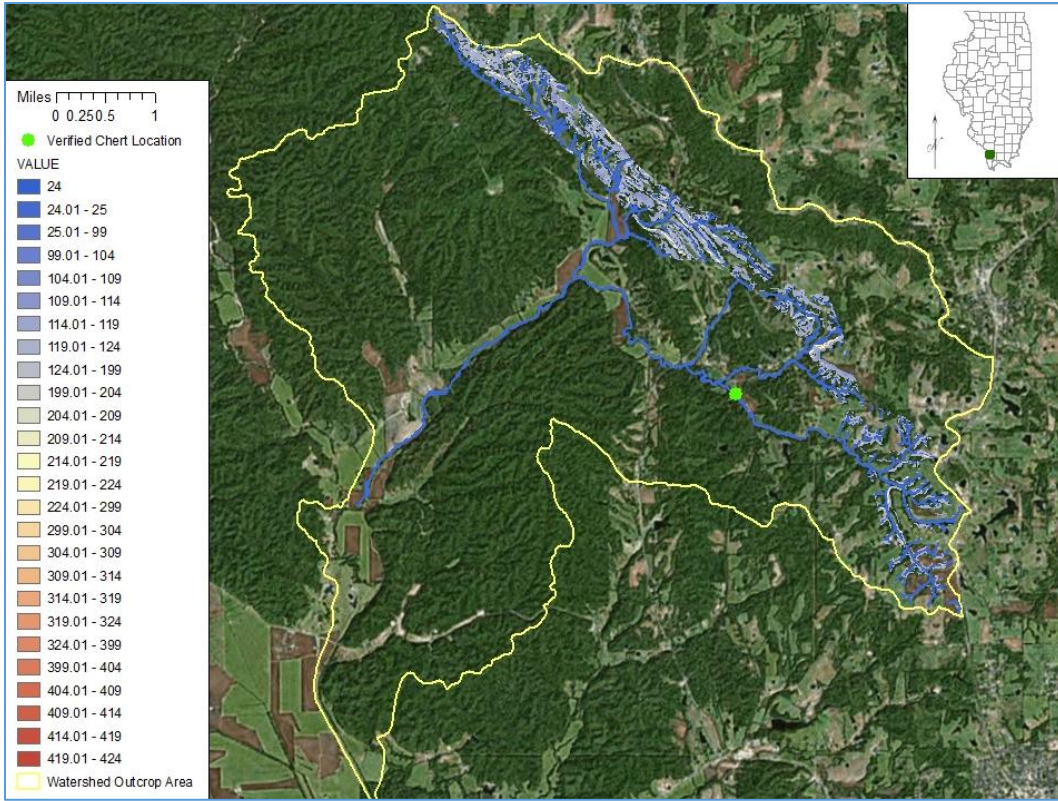 Miles
0 0.25 0.5 1
Verified Chert Location
VALUE
24
24.01 - 25
25.01 - 99
99.01 - 104
104.01 - 109
109.01 - 114
114.01 - 119
119.01 - 124
124.01 - 199
199.01 - 204
204.01 - 209
209.01 - 214
214.01 - 219
219.01 - 224
224.01 - 299
299.01 - 304
304.01 - 309
309.01 - 314
314.01 - 319
319.01 - 324
324.01 - 399
399.01 - 404
404.01 - 409
409.01 - 414
414.01 - 419
419.01 - 424
Watershed Outcrop Area
N